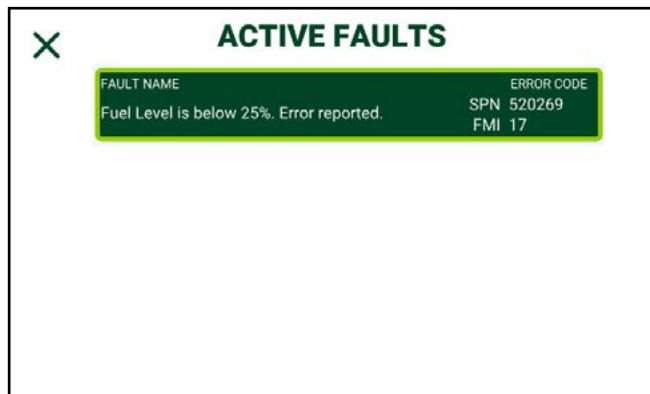 ACTIVE FAULTS
FAULT NAME
ERROR CODE
Fuel Level is below 25%. Error reported.
SPN 520269
FMI 17